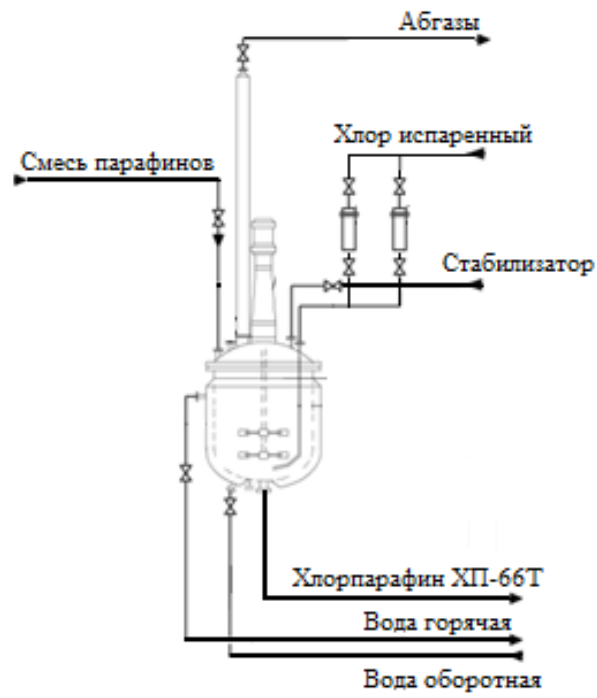 Абгазы
Хлор испаренный
Смесь парафинов
Стабилизатор
Хлорпарафин ХП-66Т
Вода горячая
Вода оборотная